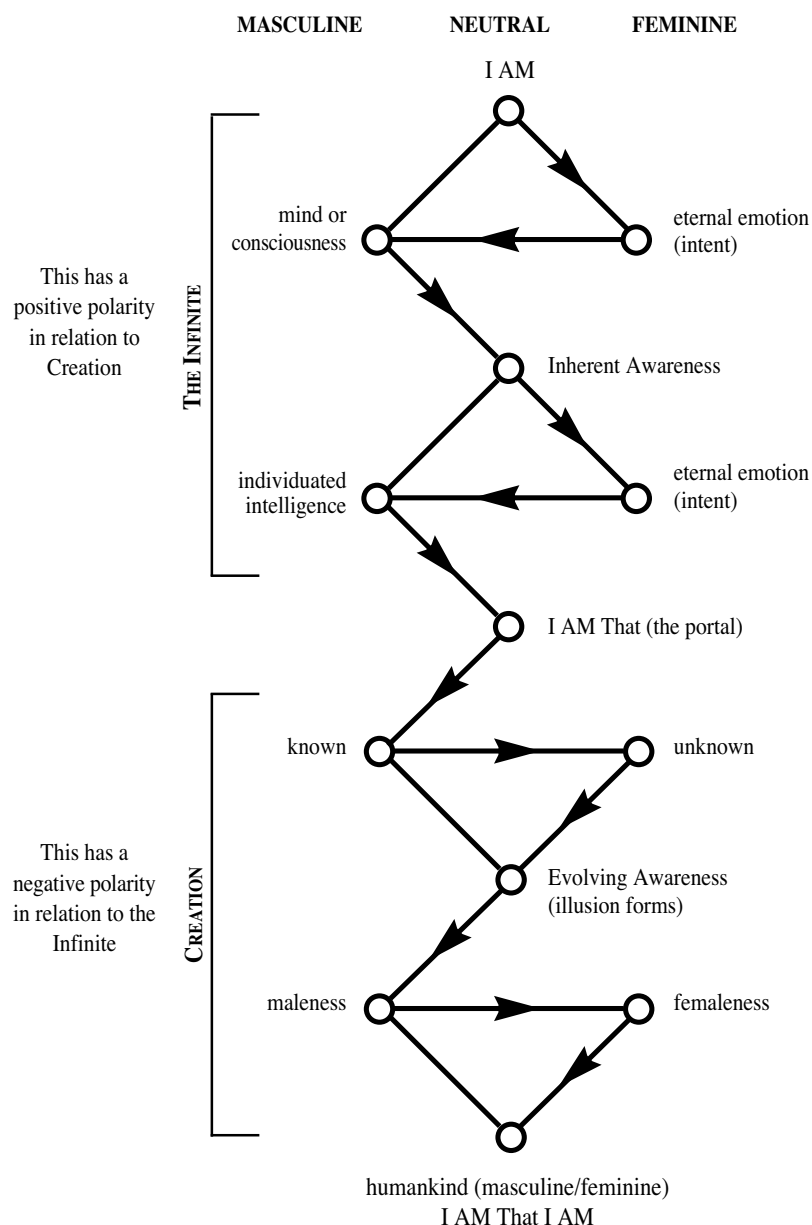 MASCULINE NEUTRAL FEMININE
I AM
mind or
consciousness
eternal emotion
(intent)
This has a
positive polarity
in relation to
Creation
THE INFINITE
Inherent Awareness
individuated
intelligence
eternal emotion
(intent)
I AM That (the portal)
known
unknown
This has a
negative polarity
in relation to the
Infinite
CREATION
Evolving Awareness
(illusion forms)
maleness
femaleness
humankind (masculine/feminine)
I AM That I AM